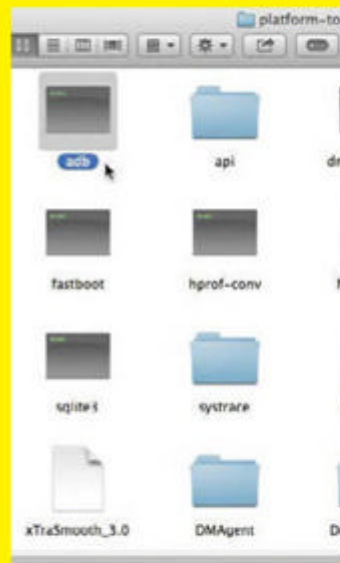 platform-to
adb
api
fastboot
hprof-conv
sqlite3
systrace
xTraSmooth_3.0
DMAgent